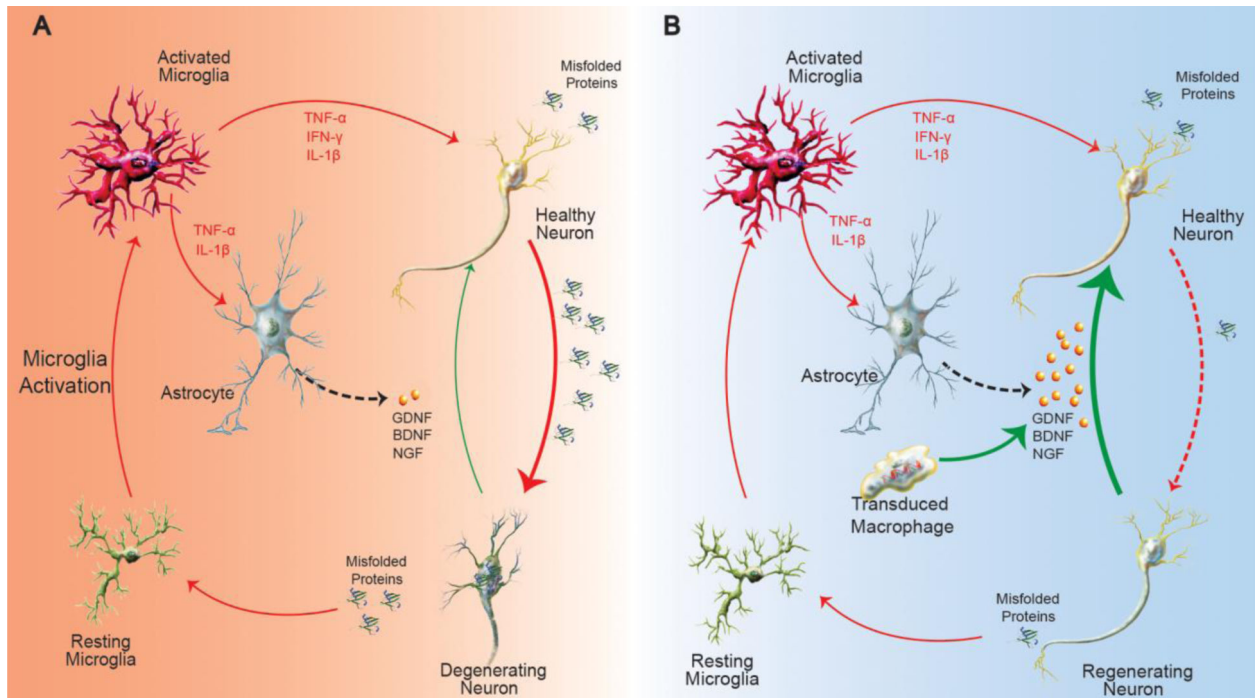 A
Activated
Microglia
TNF-α
IFN-γ
IL-1β
Misfolded
Proteins
TNF-α
IL-1β
Healthy
Neuron
Microglia
Activation
Astrocyte
GDNF
BDNF
NGF
Misfolded
Proteins
Resting
Microglia
Degenerating
Neuron
B
Activated
Microglia
TNF-α
IFN-γ
IL-1β
Misfolded
Proteins
TNF-α
IL-1β
Healthy
Neuron
Astrocyte
GDNF
BDNF
NGF
Transduced
Macrophage
Misfolded
Proteins
Resting
Microglia
Regenerating
Neuron